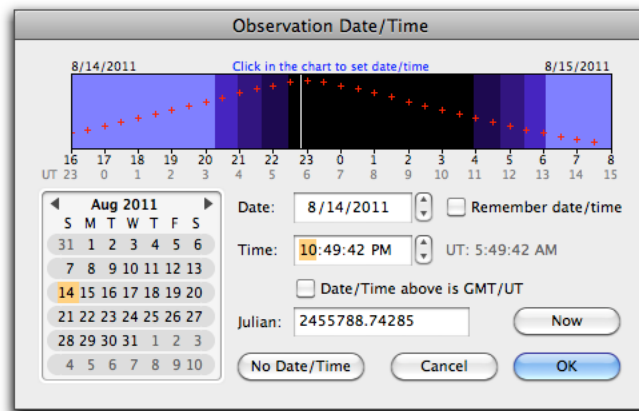 Observation Date/Time
8/14/2011 Click in the chart to set date/time 8/15/2011
16 17 18 19 20 21 22 23 0 1 2 3 4 5 6 7 8
UT 23 0 1 2 3 4 5 6 7 8 9 10 11 12 13 14 15
Aug 2011
S M T W T F S
31 1 2 3 4 5 6
7 8 9 10 11 12 13
14 15 16 17 18 19 20
21 22 23 24 25 26 27
28 29 30 31 1 2 3
4 5 6 7 8 9 10
Date: 8/14/2011 Remember date/time
Time: 10:49:42 PM UT: 5:49:42 AM
Date/Time above is GMT/UT
Julian: 2455788.74285 Now
No Date/Time Cancel OK